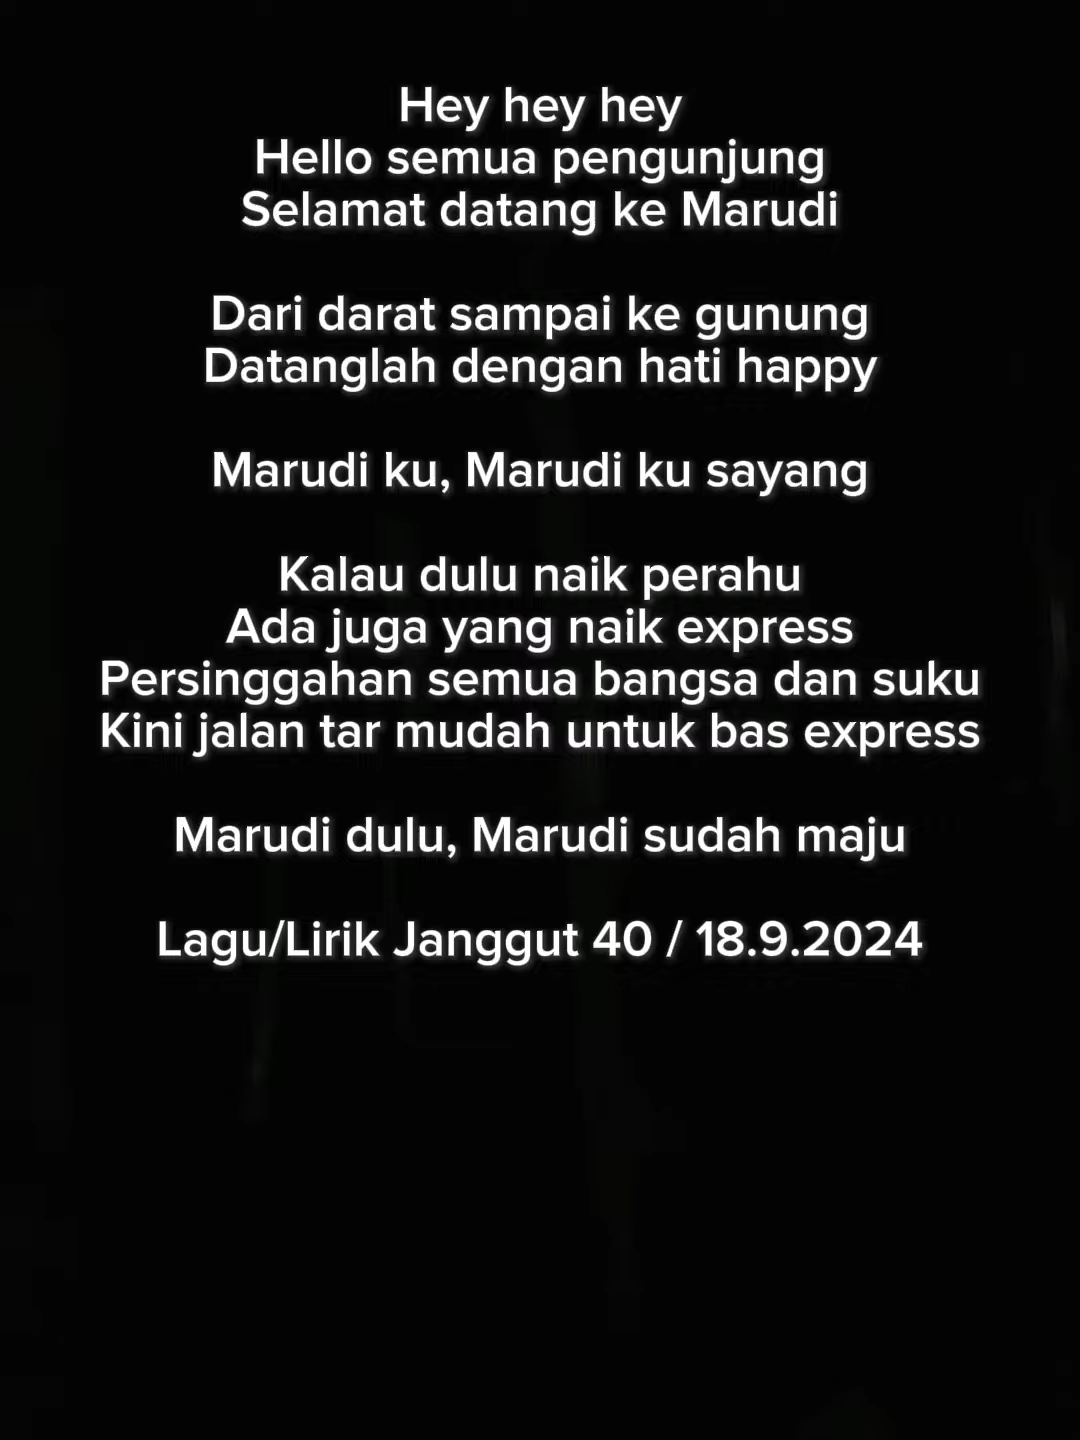 Hey hey hey
Hello semua pengunjung
Selamat datang ke Marudi
Dari darat sampai ke gunung
Datanglah dengan hati happy
Marudi ku, Marudi ku sayang
Kalau dulu naik perahu
Ada juga yang naik express
Persinggahan semua bangsa dan suku
Kini jalan tar mudah untuk bas express
Marudi dulu, Marudi sudah maju
Lagu/Lirik Janggut 40 / 18.9.2024